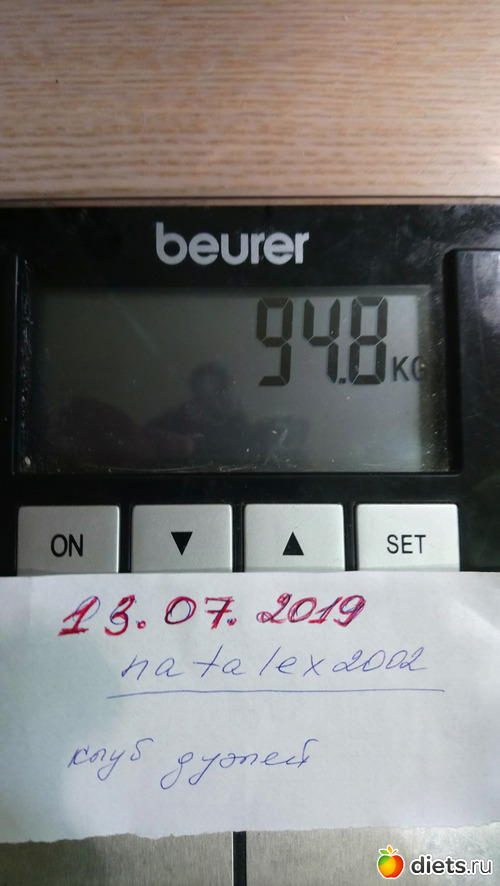 beurer
94.8 KG
ON ▼ ▲ SET
13.07.2019
natalex2002
клуб дуэлей
diets.ru